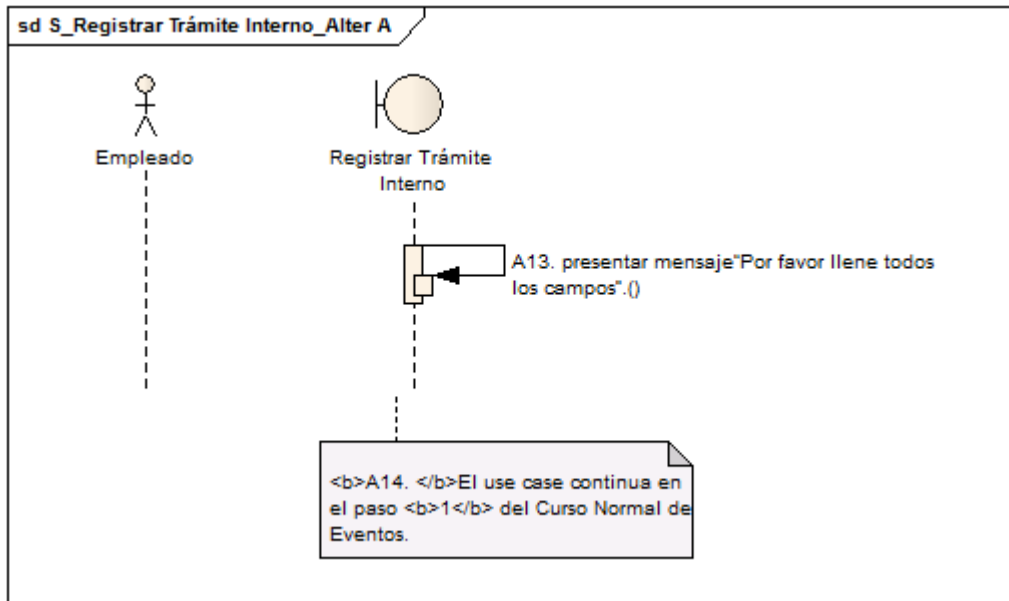 sd S_Registrar Trámite Interno_Alter A
Empleado
Registrar Trámite
Interno
A13. presentar mensaje"Por favor llene todos
los campos".()
<b>A14. </b>El use case continua en
el paso <b>1</b> del Curso Normal de
Eventos.